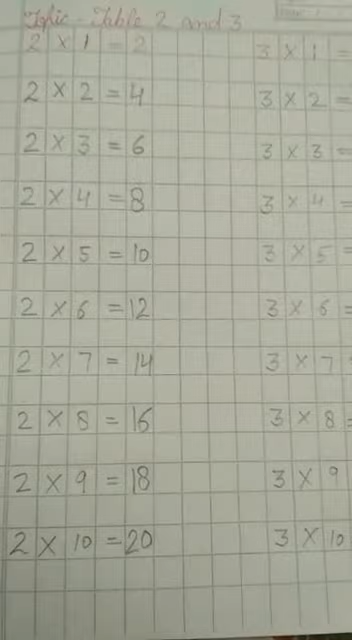 Topic - Table 2 and 3
2 x 1 = 2 3 x 1 =
2 x 2 = 4 3 x 2 =
2 x 3 = 6 3 x 3 =
2 x 4 = 8 3 x 4 =
2 x 5 = 10 3 x 5 =
2 x 6 = 12 3 x 6 =
2 x 7 = 14 3 x 7 =
2 x 8 = 16 3 x 8 =
2 x 9 = 18 3 x 9
2 x 10 = 20 3 x 10